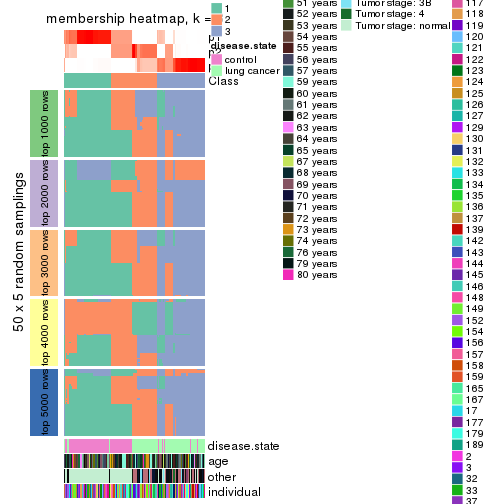 membership heatmap, k =
1
2
3
disease.state
control
lung cancer
p1
p2
Class
50 x 5 random samplings
top 1000 rows
top 2000 rows
top 3000 rows
top 4000 rows
top 5000 rows
disease.state
age
other
individual
51 years
52 years
53 years
54 years
55 years
56 years
57 years
59 years
60 years
61 years
62 years
63 years
64 years
65 years
67 years
68 years
69 years
70 years
71 years
72 years
73 years
74 years
76 years
79 years
80 years
Tumor stage: 3B
Tumor stage: 4
Tumor stage: normal
117
118
119
120
121
122
123
124
125
126
127
129
130
131
132
133
134
135
136
137
139
142
143
144
145
146
148
149
152
154
156
157
158
159
165
167
17
177
179
189
2
3
32
33
37